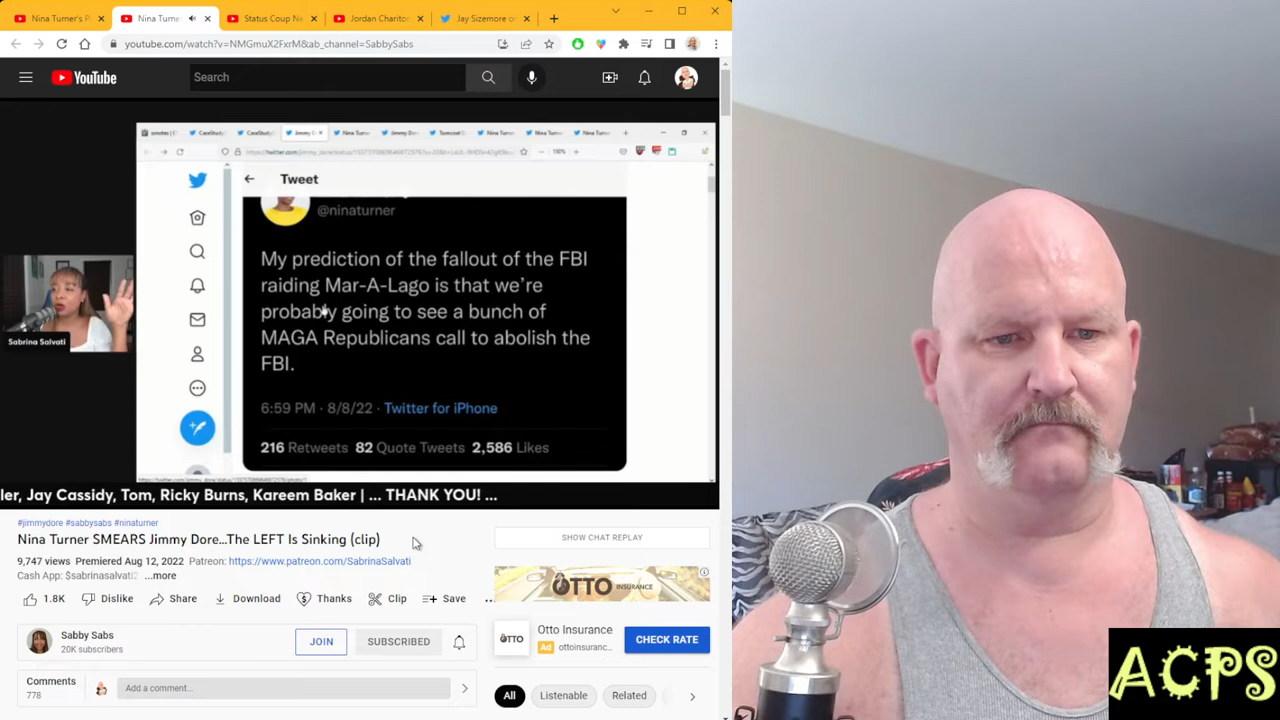 Nina Turner's P
Nina Turne
Status Coup Ne
Jordan Charito
Jay Sizemore on
youtube.com/watch?v=NMGmuX2FxrM&ab_channel=SabbySabs
YouTube
Search
Tweet
@ninaturner
My prediction of the fallout of the FBI
raiding Mar-A-Lago is that we're
probably going to see a bunch of
MAGA Republicans call to abolish the
FBI.
6:59 PM · 8/8/22 · Twitter for iPhone
216 Retweets 82 Quote Tweets 2,586 Likes
Sabrina Salvati
ler, Jay Cassidy, Tom, Ricky Burns, Kareem Baker | ... THANK YOU! ...
#jimmydore #sabbysabs #ninaturner
Nina Turner SMEARS Jimmy Dore...The LEFT Is Sinking (clip)
9,747 views Premiered Aug 12, 2022 Patreon: https://www.patreon.com/SabrinaSalvati
Cash App: $sabrinasalvati2 ...more
1.8K Dislike Share Download Thanks Clip Save ...
Sabby Sabs
20K subscribers
JOIN
SUBSCRIBED
Comments
778
Add a comment...
SHOW CHAT REPLAY
OTTO INSURANCE
OTTO
Otto Insurance
Ad ottoinsuranc...
CHECK RATE
All
Listenable
Related
ACPS